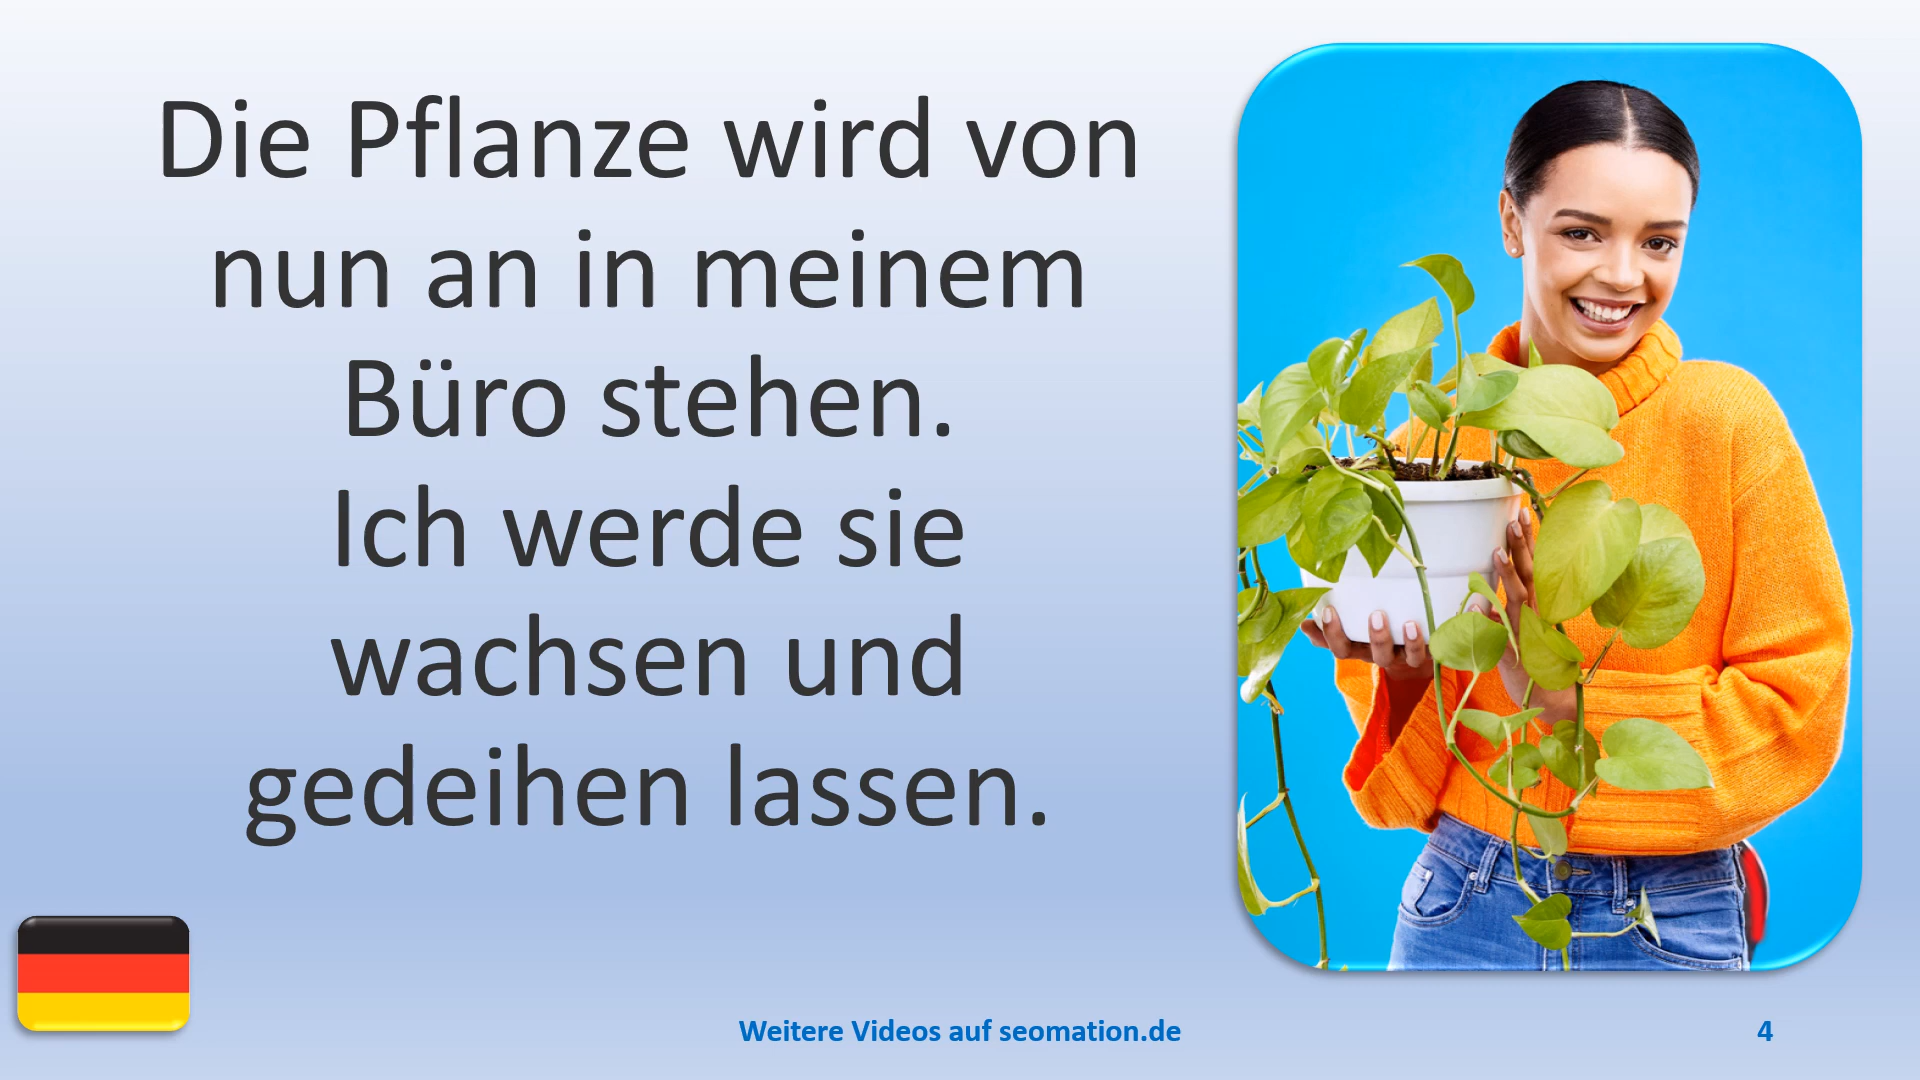 Die Pflanze wird von
nun an in meinem
Büro stehen.
Ich werde sie
wachsen und
gedeihen lassen.
Weitere Videos auf seomation.de
4